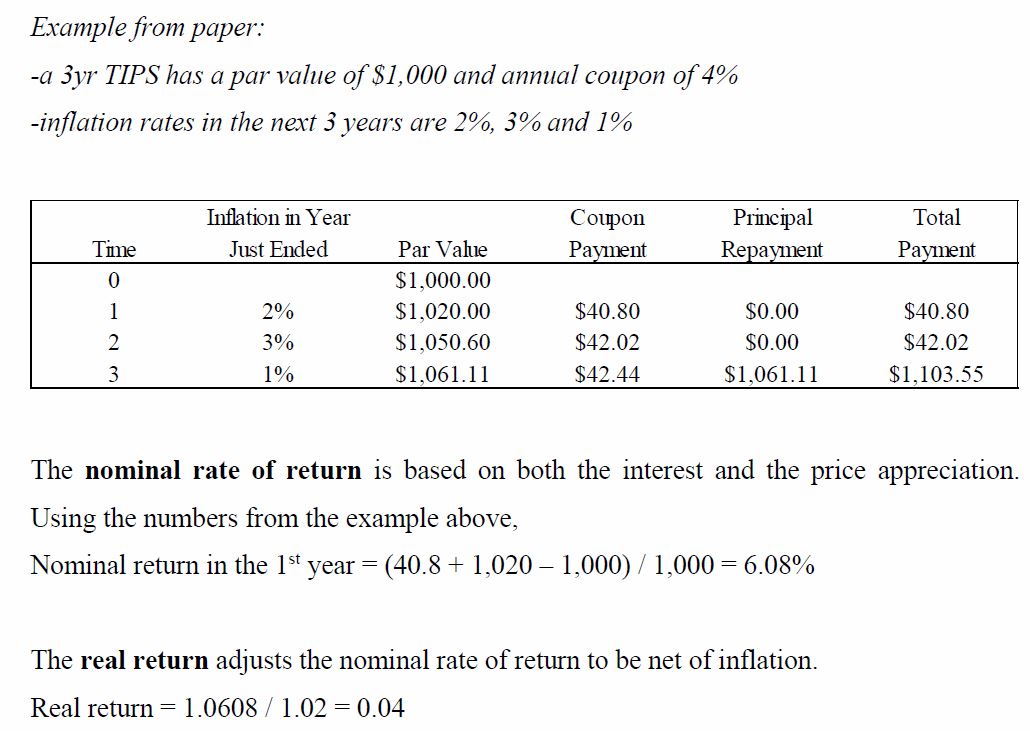 Example from paper:
-a 3yr TIPS has a par value of $1,000 and annual coupon of 4%
-inflation rates in the next 3 years are 2%, 3% and 1%
Inflation in Year Coupon Principal Total
Time Just Ended Par Value Payment Repayment Payment
0 $1,000.00
1 2% $1,020.00 $40.80 $0.00 $40.80
2 3% $1,050.60 $42.02 $0.00 $42.02
3 1% $1,061.11 $42.44 $1,061.11 $1,103.55
The nominal rate of return is based on both the interest and the price appreciation.
Using the numbers from the example above,
Nominal return in the 1st year = (40.8 + 1,020 – 1,000) / 1,000 = 6.08%
The real return adjusts the nominal rate of return to be net of inflation.
Real return = 1.0608 / 1.02 = 0.04